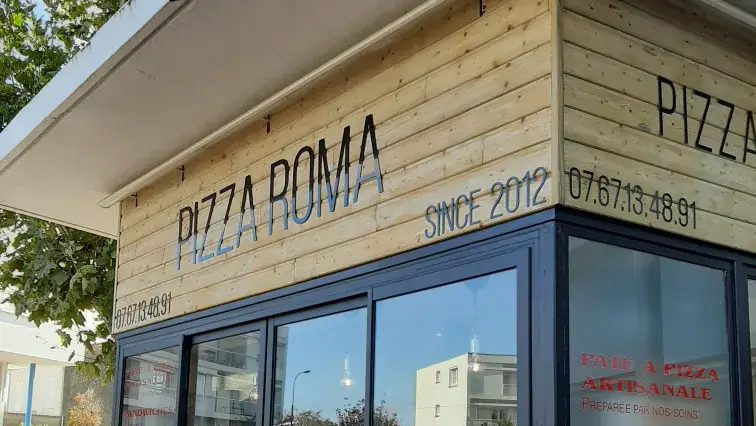 PIZZA ROMA
SINCE 2012
07.67.13.48.91
PIZZA
07.67.13.48.91
SANDWICHES
PATE A PIZZA
ARTISANALE
PREPAREE PAR NOS SOINS